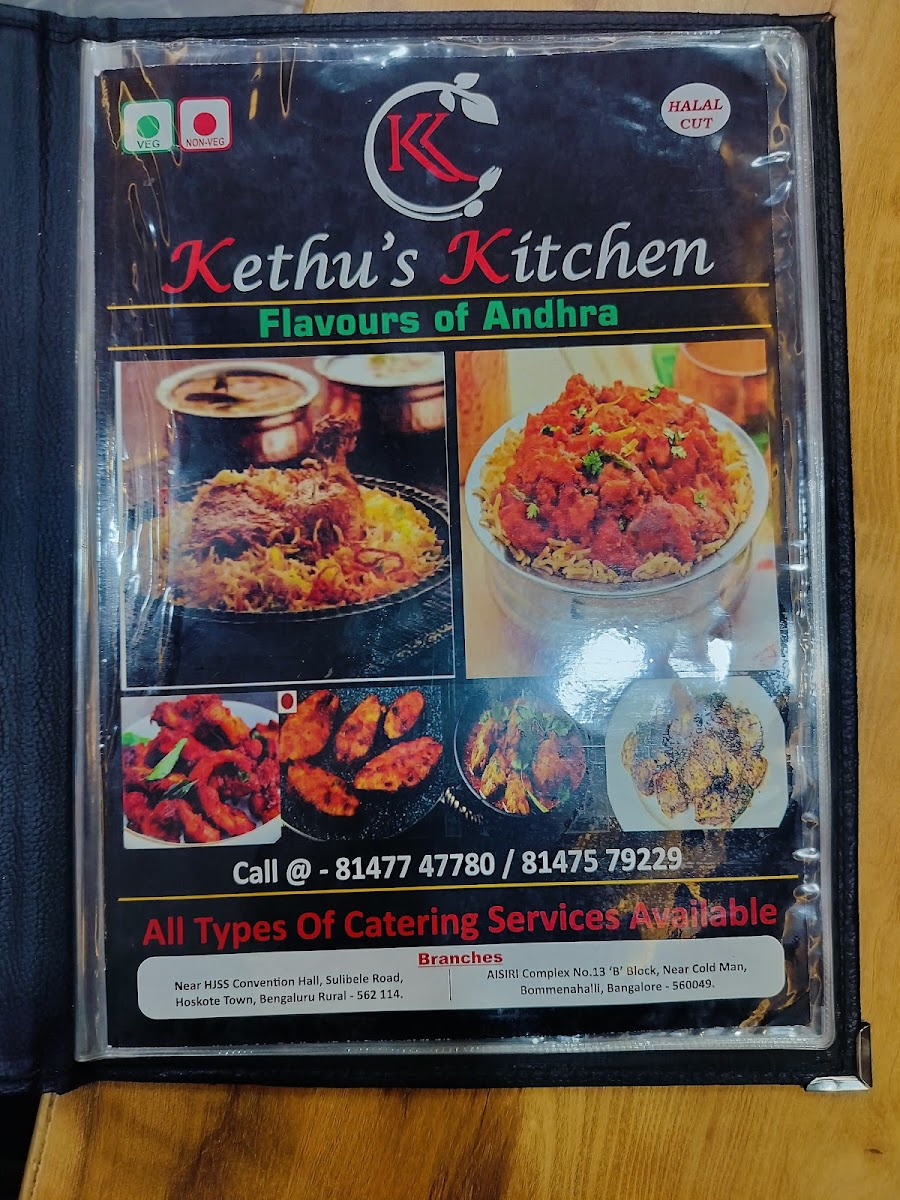 VEG
NON-VEG
KK
HALAL
CUT
Kethu's Kitchen
Flavours of Andhra
Call @ - 81477 47780 / 81475 79229
All Types Of Catering Services Available
Branches
Near HJSS Convention Hall, Sulibele Road,
Hoskote Town, Bengaluru Rural - 562 114.
AISIRI Complex No.13 ‘B’ Block, Near Cold Man,
Bommenahalli, Bangalore - 560049.